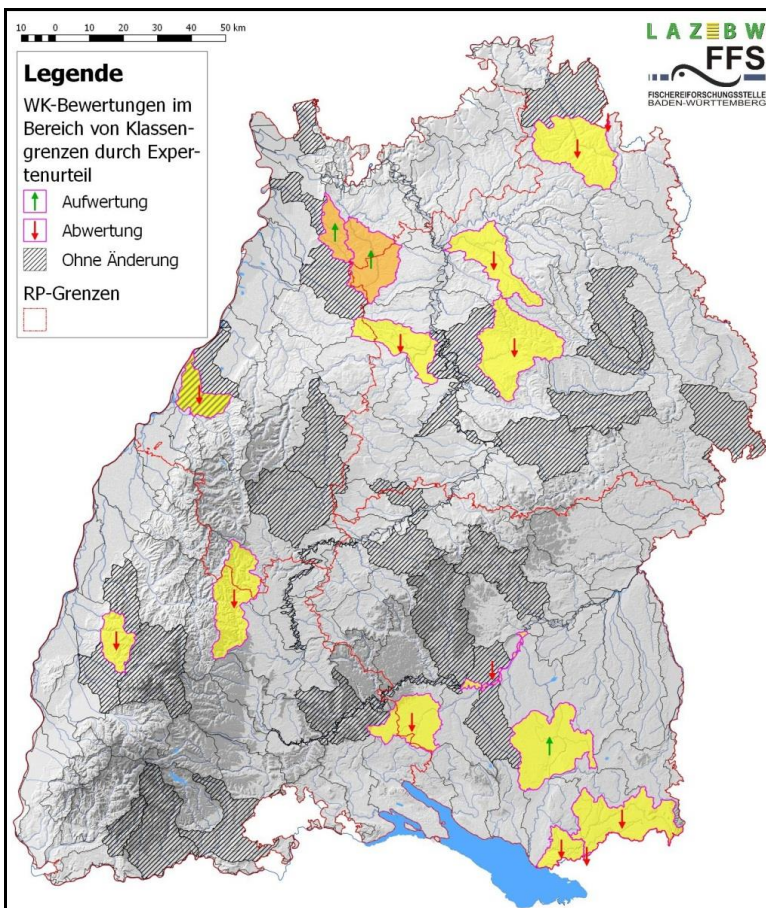 10 0 10 20 30 40 50 km
LAZBW
FFS
FISCHEREIFORSCHUNGSSTELLE
BADEN-WÜRTTEMBERG
Legende
WK-Bewertungen im
Bereich von Klassen-
grenzen durch Exper-
tenurteil
Aufwertung
Abwertung
Ohne Änderung
RP-Grenzen